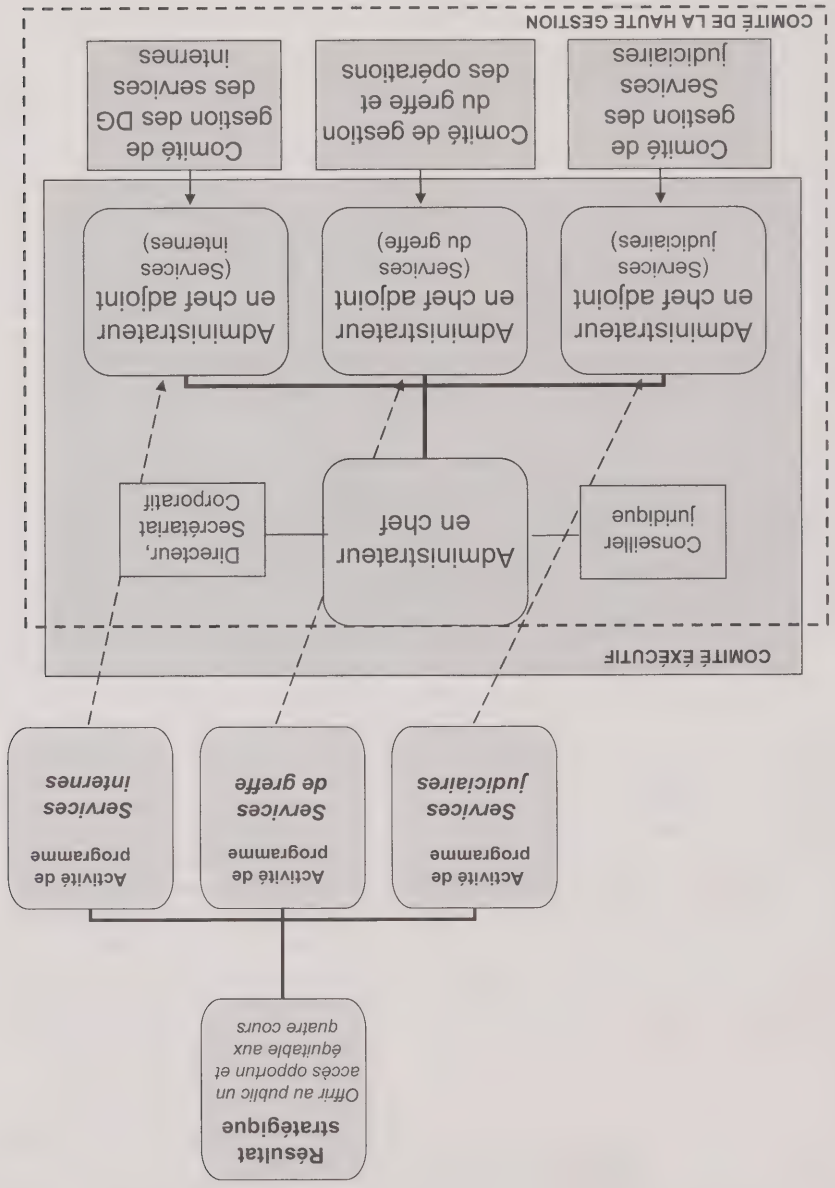 Résultat
stratégique
Offrir au public un
accès opportun et
équitable aux
quatre cours
Activité de
programme
Services
judiciaires
Activité de
programme
Services
de greffe
Activité de
programme
Services
internes
COMITÉ ÉXÉCUTIF
Conseiller
juridique
Administrateur
en chef
Directeur,
Secrétariat
Corporatif
Administrateur
en chef adjoint
(Services
judiciaires)
Administrateur
en chef adjoint
(Services
du greffe)
Administrateur
en chef adjoint
(Services
internes)
Comité de
gestion des
Services
judiciaires
Comité de gestion
du greffe et
des opérations
Comité de
gestion des DG
des services
internes
COMITÉ DE LA HAUTE GESTION